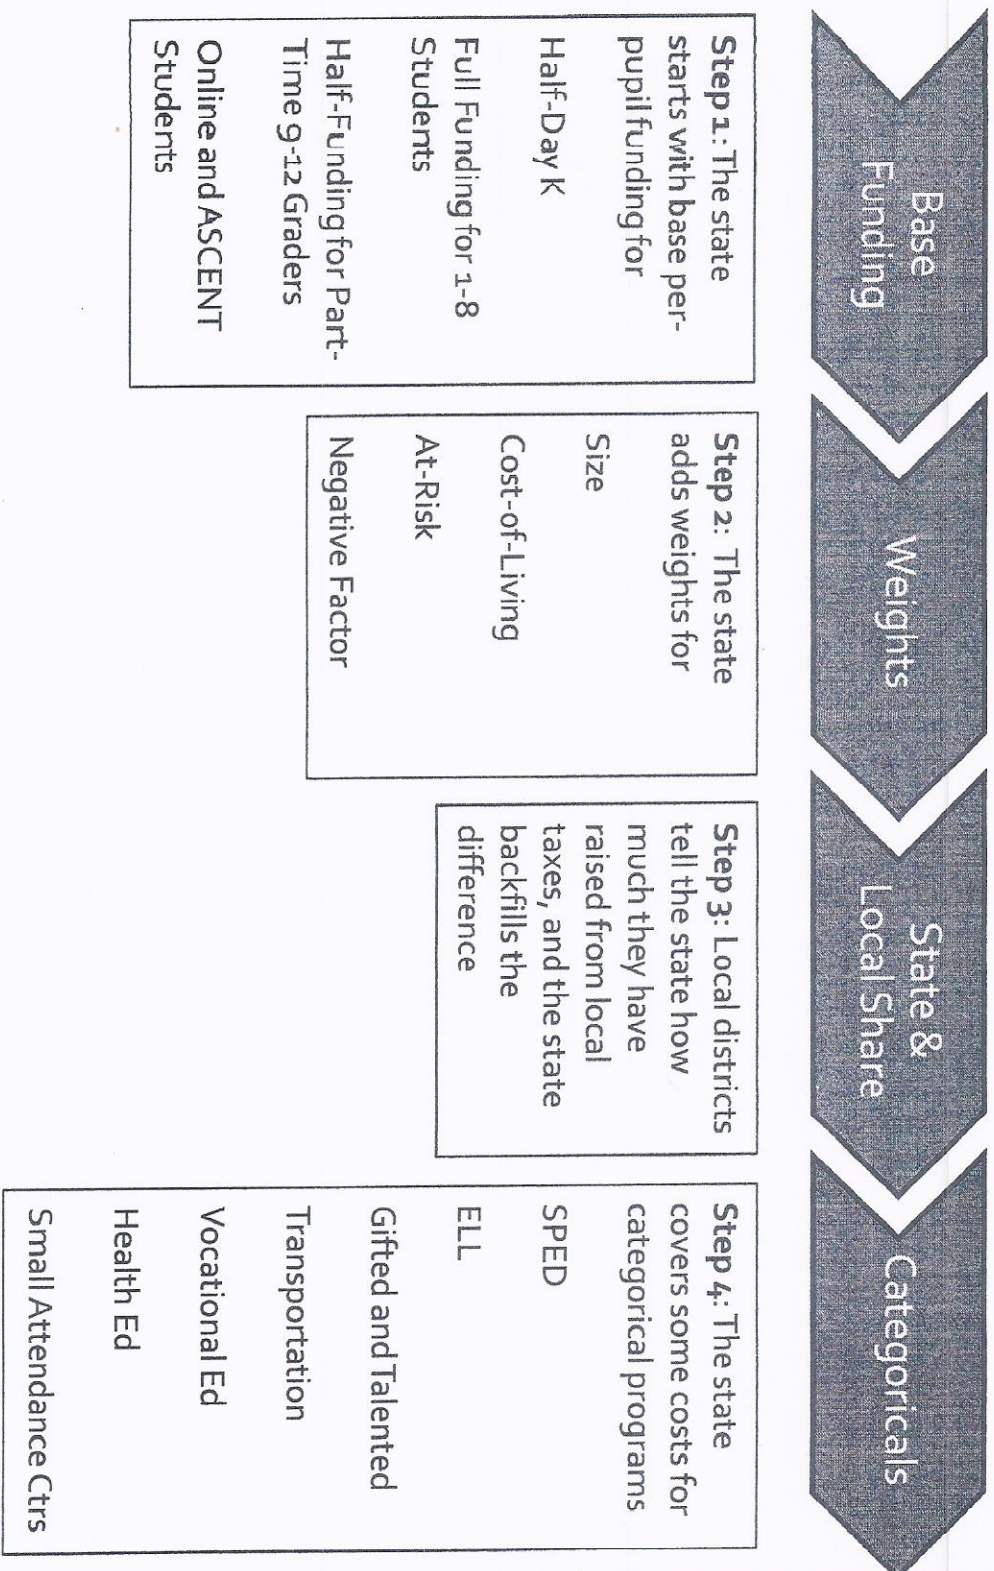 Base
Funding
Weights
State &
Local Share
Categoricals
Step 1: The state
starts with base per-
pupil funding for
Half-Day K
Full Funding for 1-8
Students
Half-Funding for Part-
Time 9-12 Graders
Online and ASCENT
Students
Step 2: The state
adds weights for
Size
Cost-of-Living
At-Risk
Negative Factor
Step 3: Local districts
tell the state how
much they have
raised from local
taxes, and the state
backfills the
difference
Step 4: The state
covers some costs for
categorical programs
SPED
ELL
Gifted and Talented
Transportation
Vocational Ed
Health Ed
Small Attendance Ctrs